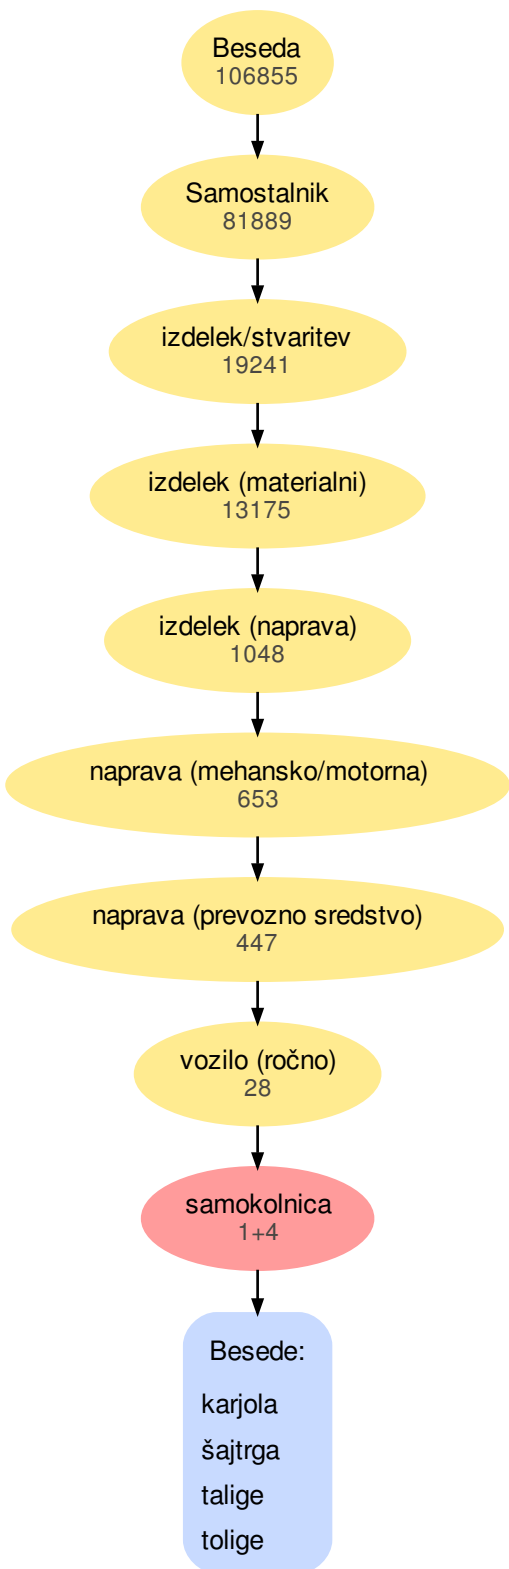 Beseda
106855
Samostalnik
81889
izdelek/stvaritev
19241
izdelek (materialni)
13175
izdelek (naprava)
1048
naprava (mehansko/motorna)
653
naprava (prevozno sredstvo)
447
vozilo (ročno)
28
samokolnica
1+4
Besede:
karjola
šajtrga
talige
tolige